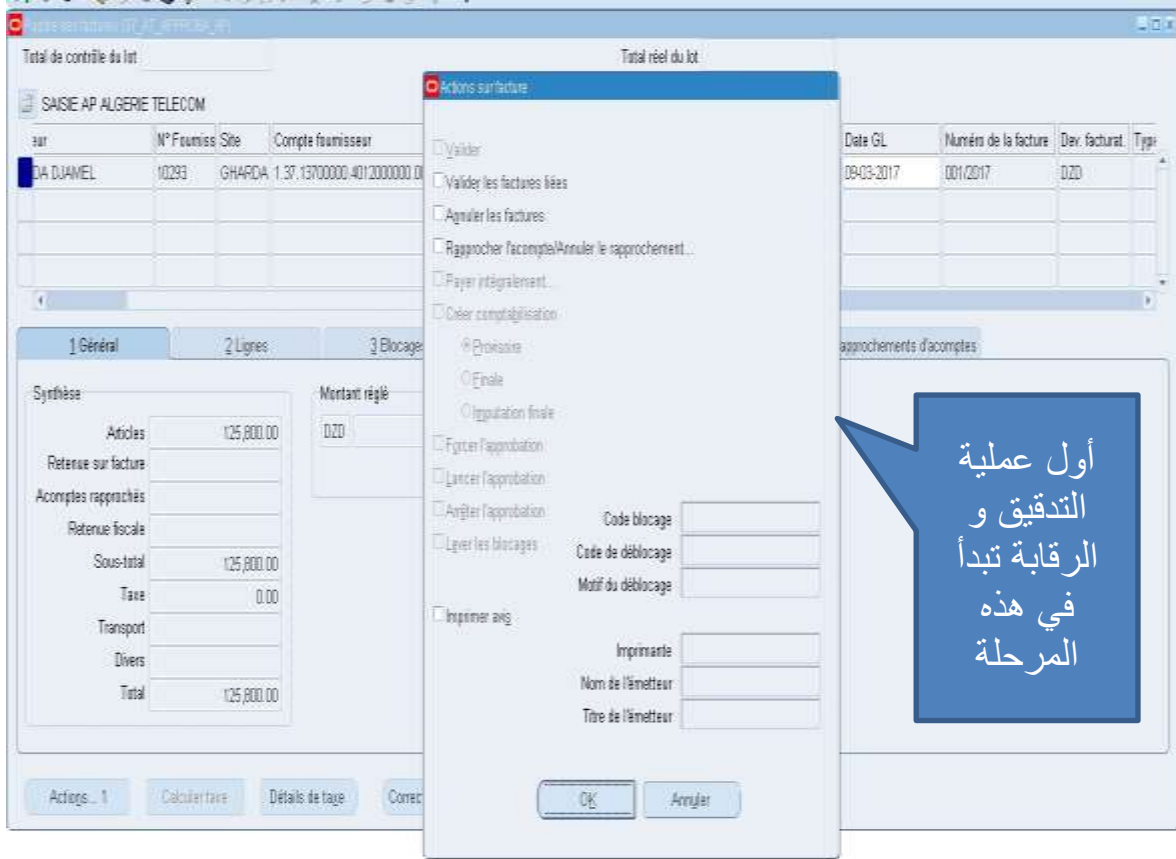 Total de contrôle du lot
Total réel du lot
SAISIE AP ALGERIE TELECOM
eur N° Fourniss Site Compte fournisseur Date GL Numéro de la facture Dev. facturat. Type
DA DJAMEL 10293 GHARDA 1.37.13700000.4012000000.0 09-03-2017 001/2017 DZD
1 Général 2 Lignes 3 Blocage approchements d'acomptes
Synthèse
Articles 125,800.00
Retenue sur facture
Acomptes rapprochés
Retenue fiscale
Sous-total 125,800.00
Taxe 0.00
Transport
Divers
Total 125,800.00
Montant réglé
DZD
Actions... 1 Calculer taxe Détails de taxe Correc
Actions sur facture
Valider
Valider les factures liées
Annuler les factures
Rapprocher l'acompte/Annuler le rapprochement...
Payer intégralement...
Créer comptabilisation
Provisoire
Finale
Imputation finale
Forcer l'approbation
Lancer l'approbation
Arrêter l'approbation
Lever les blocages
Code blocage
Code de déblocage
Motif du déblocage
Imprimer avis
Imprimante
Nom de l'émetteur
Titre de l'émetteur
OK Annuler
أول عملية
التدقيق و
الرقابة تبدأ
في هذه
المرحلة